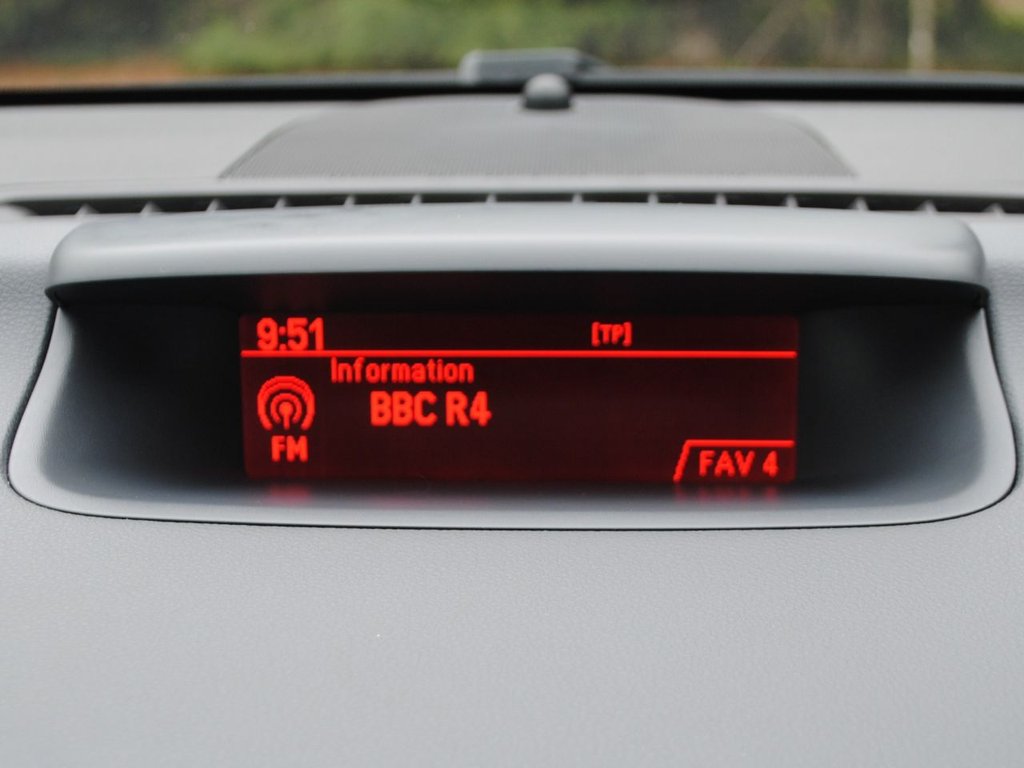 9:51 [TP]
Information
BBC R4
FM
FAV 4